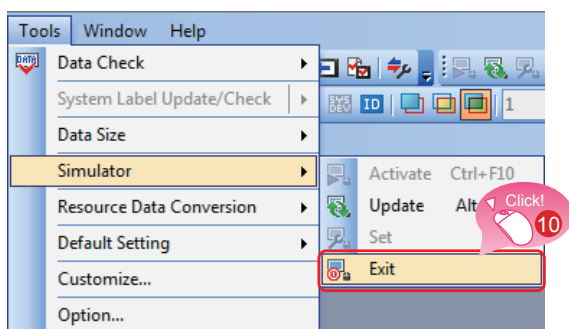 Tools Window Help
DATA Data Check
SYS DEV ID 1
System Label Update/Check
Data Size
Simulator
Activate Ctrl+F10
Resource Data Conversion
Update Alt
Click!
10
Default Setting
Set
Customize...
Exit
Option...